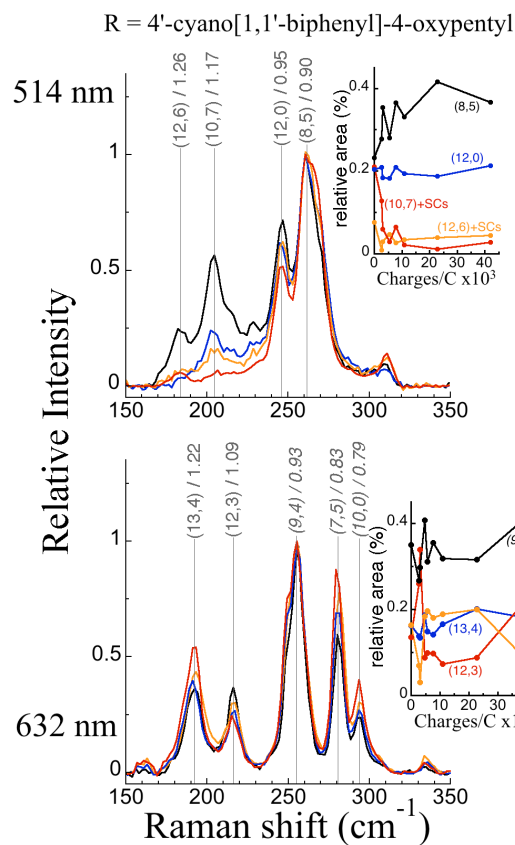 R = 4'-cyano[1,1'-biphenyl]-4-oxypentyl
514 nm
(12,6) / 1.26
(10,7) / 1.17
(12,0) / 0.95
(8,5) / 0.90
relative area (%)
0.4
0.2
0.0
(8,5)
(12,0)
(10,7)+SCs
(12,6)+SCs
0 10 20 30 40
Charges/C x10³
1
0.5
0
150 200 250 300 350
Relative Intensity
632 nm
(13,4) / 1.22
(12,3) / 1.09
(9,4) / 0.93
(7,5) / 0.83
(10,0) / 0.79
relative area (%)
0.4
0.2
0.0
(9
(13,4)
(12,3)
0 10 20 30
Charges/C x1
1
0.5
0
150 200 250 300 350
Raman shift (cm⁻¹)